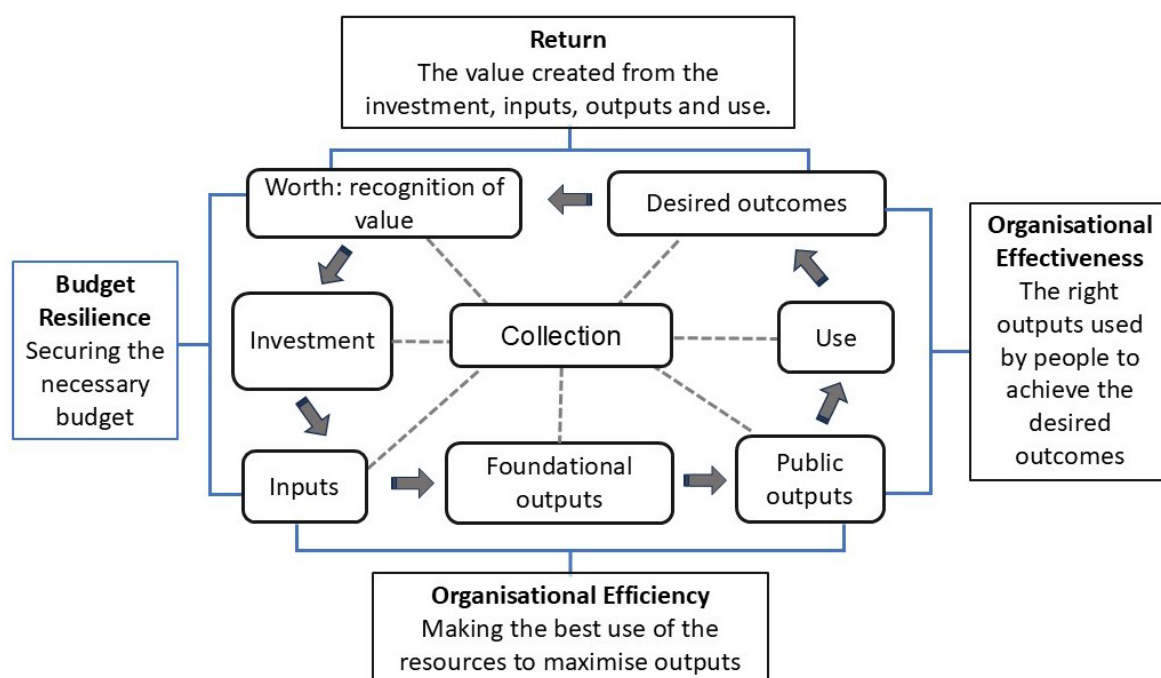 Return
The value created from the
investment, inputs, outputs and use.
Worth: recognition of
value
Desired outcomes
Budget
Resilience
Securing the
necessary
budget
Investment
Collection
Use
Organisational
Effectiveness
The right
outputs used
by people to
achieve the
desired
outcomes
Inputs
Foundational
outputs
Public
outputs
Organisational Efficiency
Making the best use of the
resources to maximise outputs